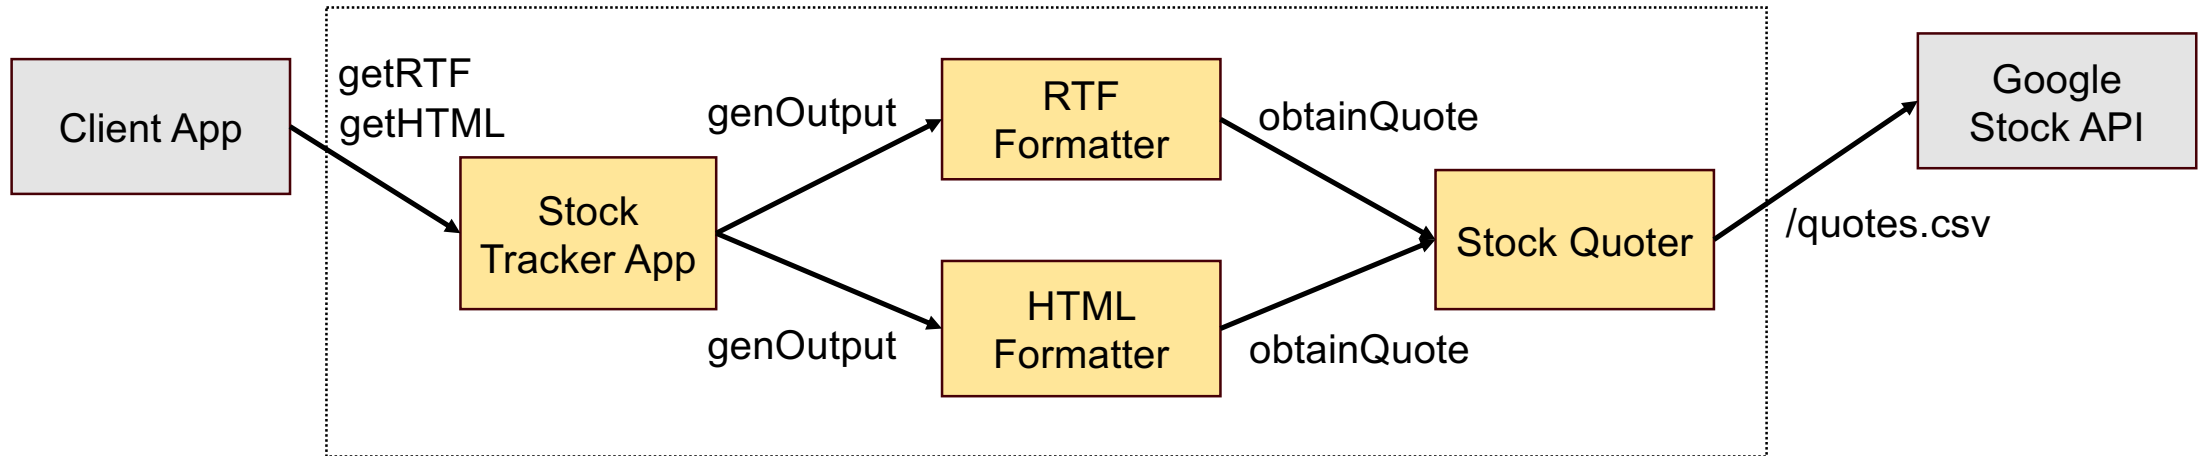 Client App
getRTF
getHTML
Stock
Tracker App
genOutput
genOutput
RTF
Formatter
HTML
Formatter
obtainQuote
obtainQuote
Stock Quoter
/quotes.csv
Google
Stock API